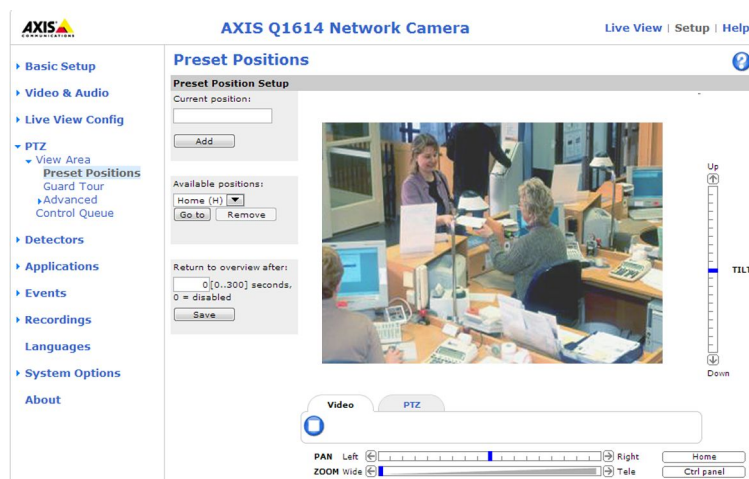 AXIS
COMMUNICATIONS
AXIS Q1614 Network Camera
Live View | Setup | Help
Basic Setup
Video & Audio
Live View Config
PTZ
View Area
Preset Positions
Guard Tour
Advanced
Control Queue
Detectors
Applications
Events
Recordings
Languages
System Options
About
Preset Positions
?
Preset Position Setup
Current position:
Add
Available positions:
Home (H)
Go to Remove
Return to overview after:
0 [0..300] seconds,
0 = disabled
Save
Up
TILT
Down
Video PTZ
PAN Left Right Home
ZOOM Wide Tele Ctrl panel